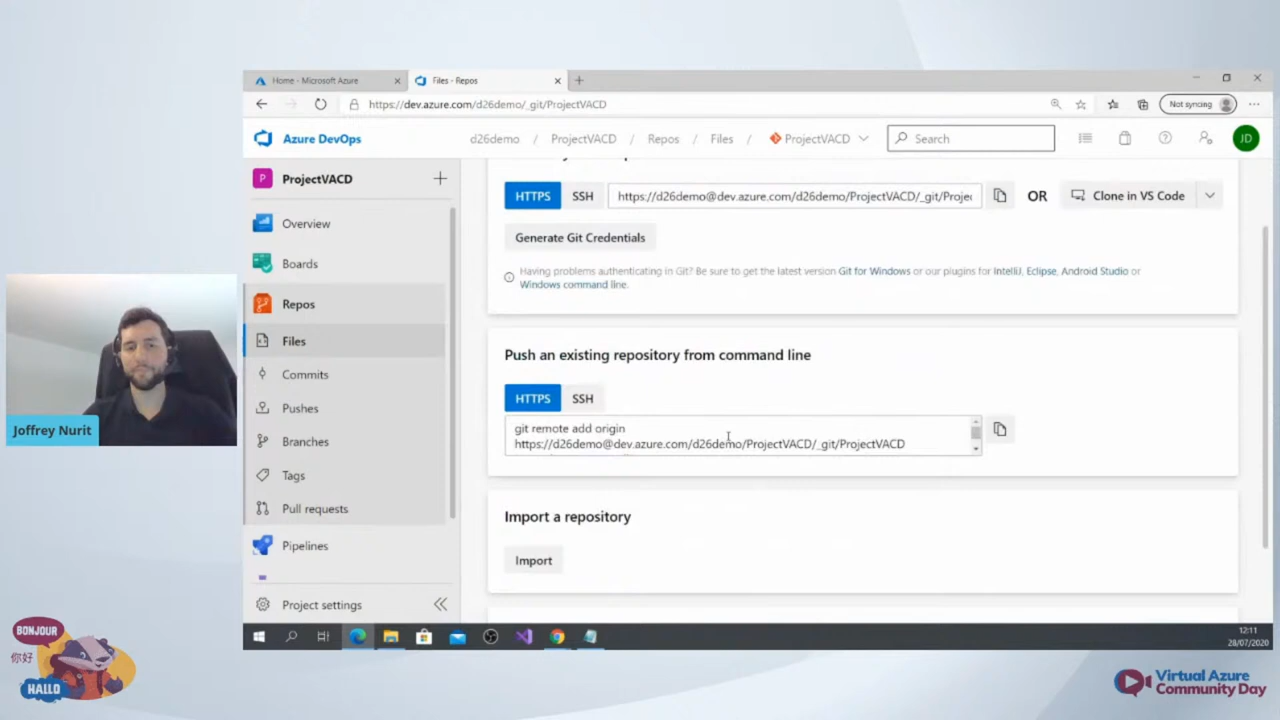 Home - Microsoft Azure
Files - Repos
https://dev.azure.com/d26demo/_git/ProjectVACD
Not syncing
Azure DevOps
d26demo / ProjectVACD / Repos / Files / ProjectVACD
Search
JD
P ProjectVACD
Overview
Boards
Repos
Files
Commits
Pushes
Branches
Tags
Pull requests
Pipelines
Project settings
HTTPS SSH
https://d26demo@dev.azure.com/d26demo/ProjectVACD/_git/Projec
OR
Clone in VS Code
Generate Git Credentials
Having problems authenticating in Git? Be sure to get the latest version Git for Windows or our plugins for IntelliJ, Eclipse, Android Studio or
Windows command line.
Push an existing repository from command line
HTTPS SSH
git remote add origin
https://d26demo@dev.azure.com/d26demo/ProjectVACD/_git/ProjectVACD
Import a repository
Import
12:11
28/07/2020
Joffrey Nurit
BONJOUR
你好
HALLO
Virtual Azure
Community Day